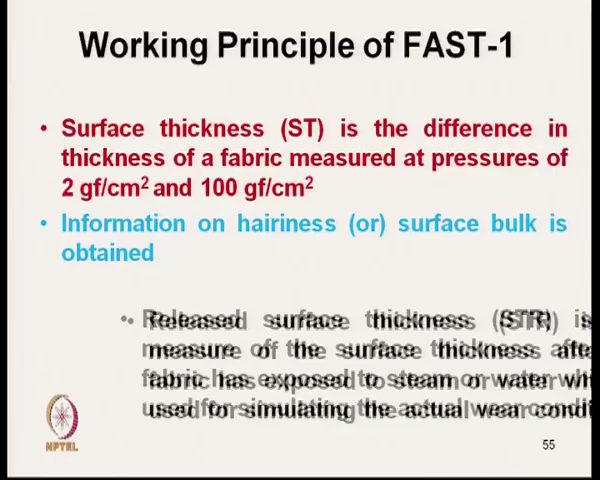 Working Principle of FAST-1
• Surface thickness (ST) is the difference in
thickness of a fabric measured at pressures of
2 gf/cm2 and 100 gf/cm2
• Information on hairiness (or) surface bulk is
obtained
• Released surface thickness (STR) is
measure of the surface thickness
fabric has exposed to steam or water
used for simulating the actual wear
NPTEL
55